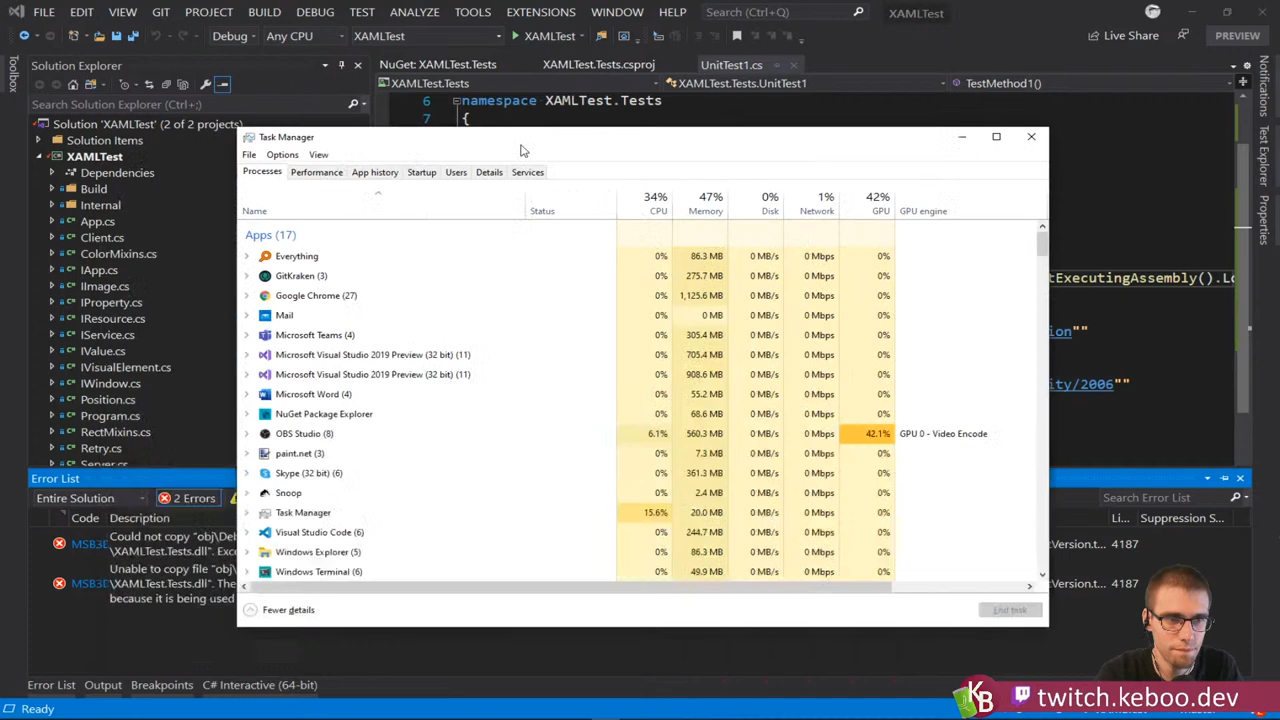 FILE EDIT VIEW GIT PROJECT BUILD DEBUG TEST ANALYZE TOOLS EXTENSIONS WINDOW HELP Search (Ctrl+Q) XAMLTest
Debug Any CPU XAMLTest XAMLTest Live Share PREVIEW
Toolbox
Solution Explorer
Search Solution Explorer (Ctrl+;)
Solution 'XAMLTest' (2 of 2 projects)
Solution Items
XAMLTest
Dependencies
Build
Internal
App.cs
Client.cs
ColorMixins.cs
IApp.cs
IImage.cs
IProperty.cs
IResource.cs
IService.cs
IValue.cs
IVisualElement.cs
IWindow.cs
Position.cs
Program.cs
RectMixins.cs
Retry.cs
Server.cs
NuGet: XAMLTest.Tests XAMLTest.Tests.csproj UnitTest1.cs
XAMLTest.Tests XAMLTest.Tests.UnitTest1 TestMethod1()
6 namespace XAMLTest.Tests
7 {
tExecutingAssembly().Lo
ion""
ity/2006""
Notifications
Test Explorer
Properties
Task Manager
File Options View
Processes Performance App history Startup Users Details Services
34% 47% 0% 1% 42%
Name Status CPU Memory Disk Network GPU GPU engine
Apps (17)
Everything 0% 86.3 MB 0 MB/s 0 Mbps 0%
GitKraken (3) 0% 275.7 MB 0 MB/s 0 Mbps 0%
Google Chrome (27) 0% 1,125.6 MB 0 MB/s 0 Mbps 0%
Mail 0% 0 MB 0 MB/s 0 Mbps 0%
Microsoft Teams (4) 0% 305.4 MB 0 MB/s 0 Mbps 0%
Microsoft Visual Studio 2019 Preview (32 bit) (11) 0% 705.4 MB 0 MB/s 0 Mbps 0%
Microsoft Visual Studio 2019 Preview (32 bit) (11) 0% 908.6 MB 0 MB/s 0 Mbps 0%
Microsoft Word (4) 0% 55.2 MB 0 MB/s 0 Mbps 0%
NuGet Package Explorer 0% 68.6 MB 0 MB/s 0 Mbps 0%
OBS Studio (8) 6.1% 560.3 MB 0 MB/s 0 Mbps 42.1% GPU 0 - Video Encode
paint.net (3) 0% 7.3 MB 0 MB/s 0 Mbps 0%
Skype (32 bit) (6) 0% 361.3 MB 0 MB/s 0 Mbps 0%
Snoop 0% 2.4 MB 0 MB/s 0 Mbps 0%
Task Manager 15.6% 20.0 MB 0 MB/s 0 Mbps 0%
Visual Studio Code (6) 0% 244.7 MB 0 MB/s 0 Mbps 0%
Windows Explorer (5) 0% 86.3 MB 0 MB/s 0 Mbps 0%
Windows Terminal (6) 0% 49.9 MB 0 MB/s 0 Mbps 0%
Fewer details End task
Error List
Entire Solution 2 Errors Search Error List
Code Description Li... Suppression S...
Could not copy "obj\De
\XAMLTest.Tests.dll". Exc
tVersion.t... 4187
Unable to copy file "obj\
\XAMLTest.Tests.dll". The
because it is being used
tVersion.t... 4187
Error List Output Breakpoints C# Interactive (64-bit)
Ready
KB twitch.keboo.dev